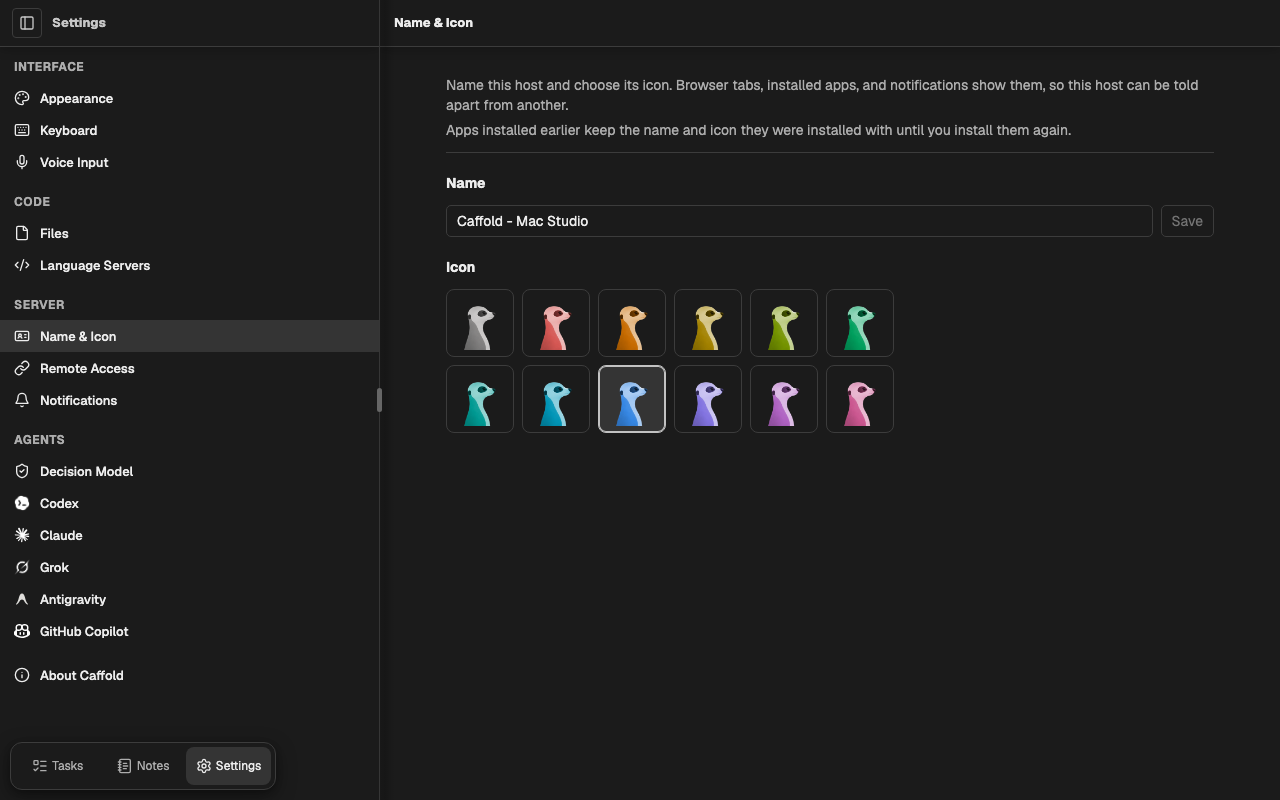 Settings
Name & Icon
INTERFACE
Appearance
Keyboard
Voice Input
CODE
Files
Language Servers
SERVER
Name & Icon
Remote Access
Notifications
AGENTS
Decision Model
Codex
Claude
Grok
Antigravity
GitHub Copilot
About Caffold
Tasks
Notes
Settings
Name this host and choose its icon. Browser tabs, installed apps, and notifications show them, so this host can be told
apart from another.
Apps installed earlier keep the name and icon they were installed with until you install them again.
Name
Caffold - Mac Studio
Save
Icon